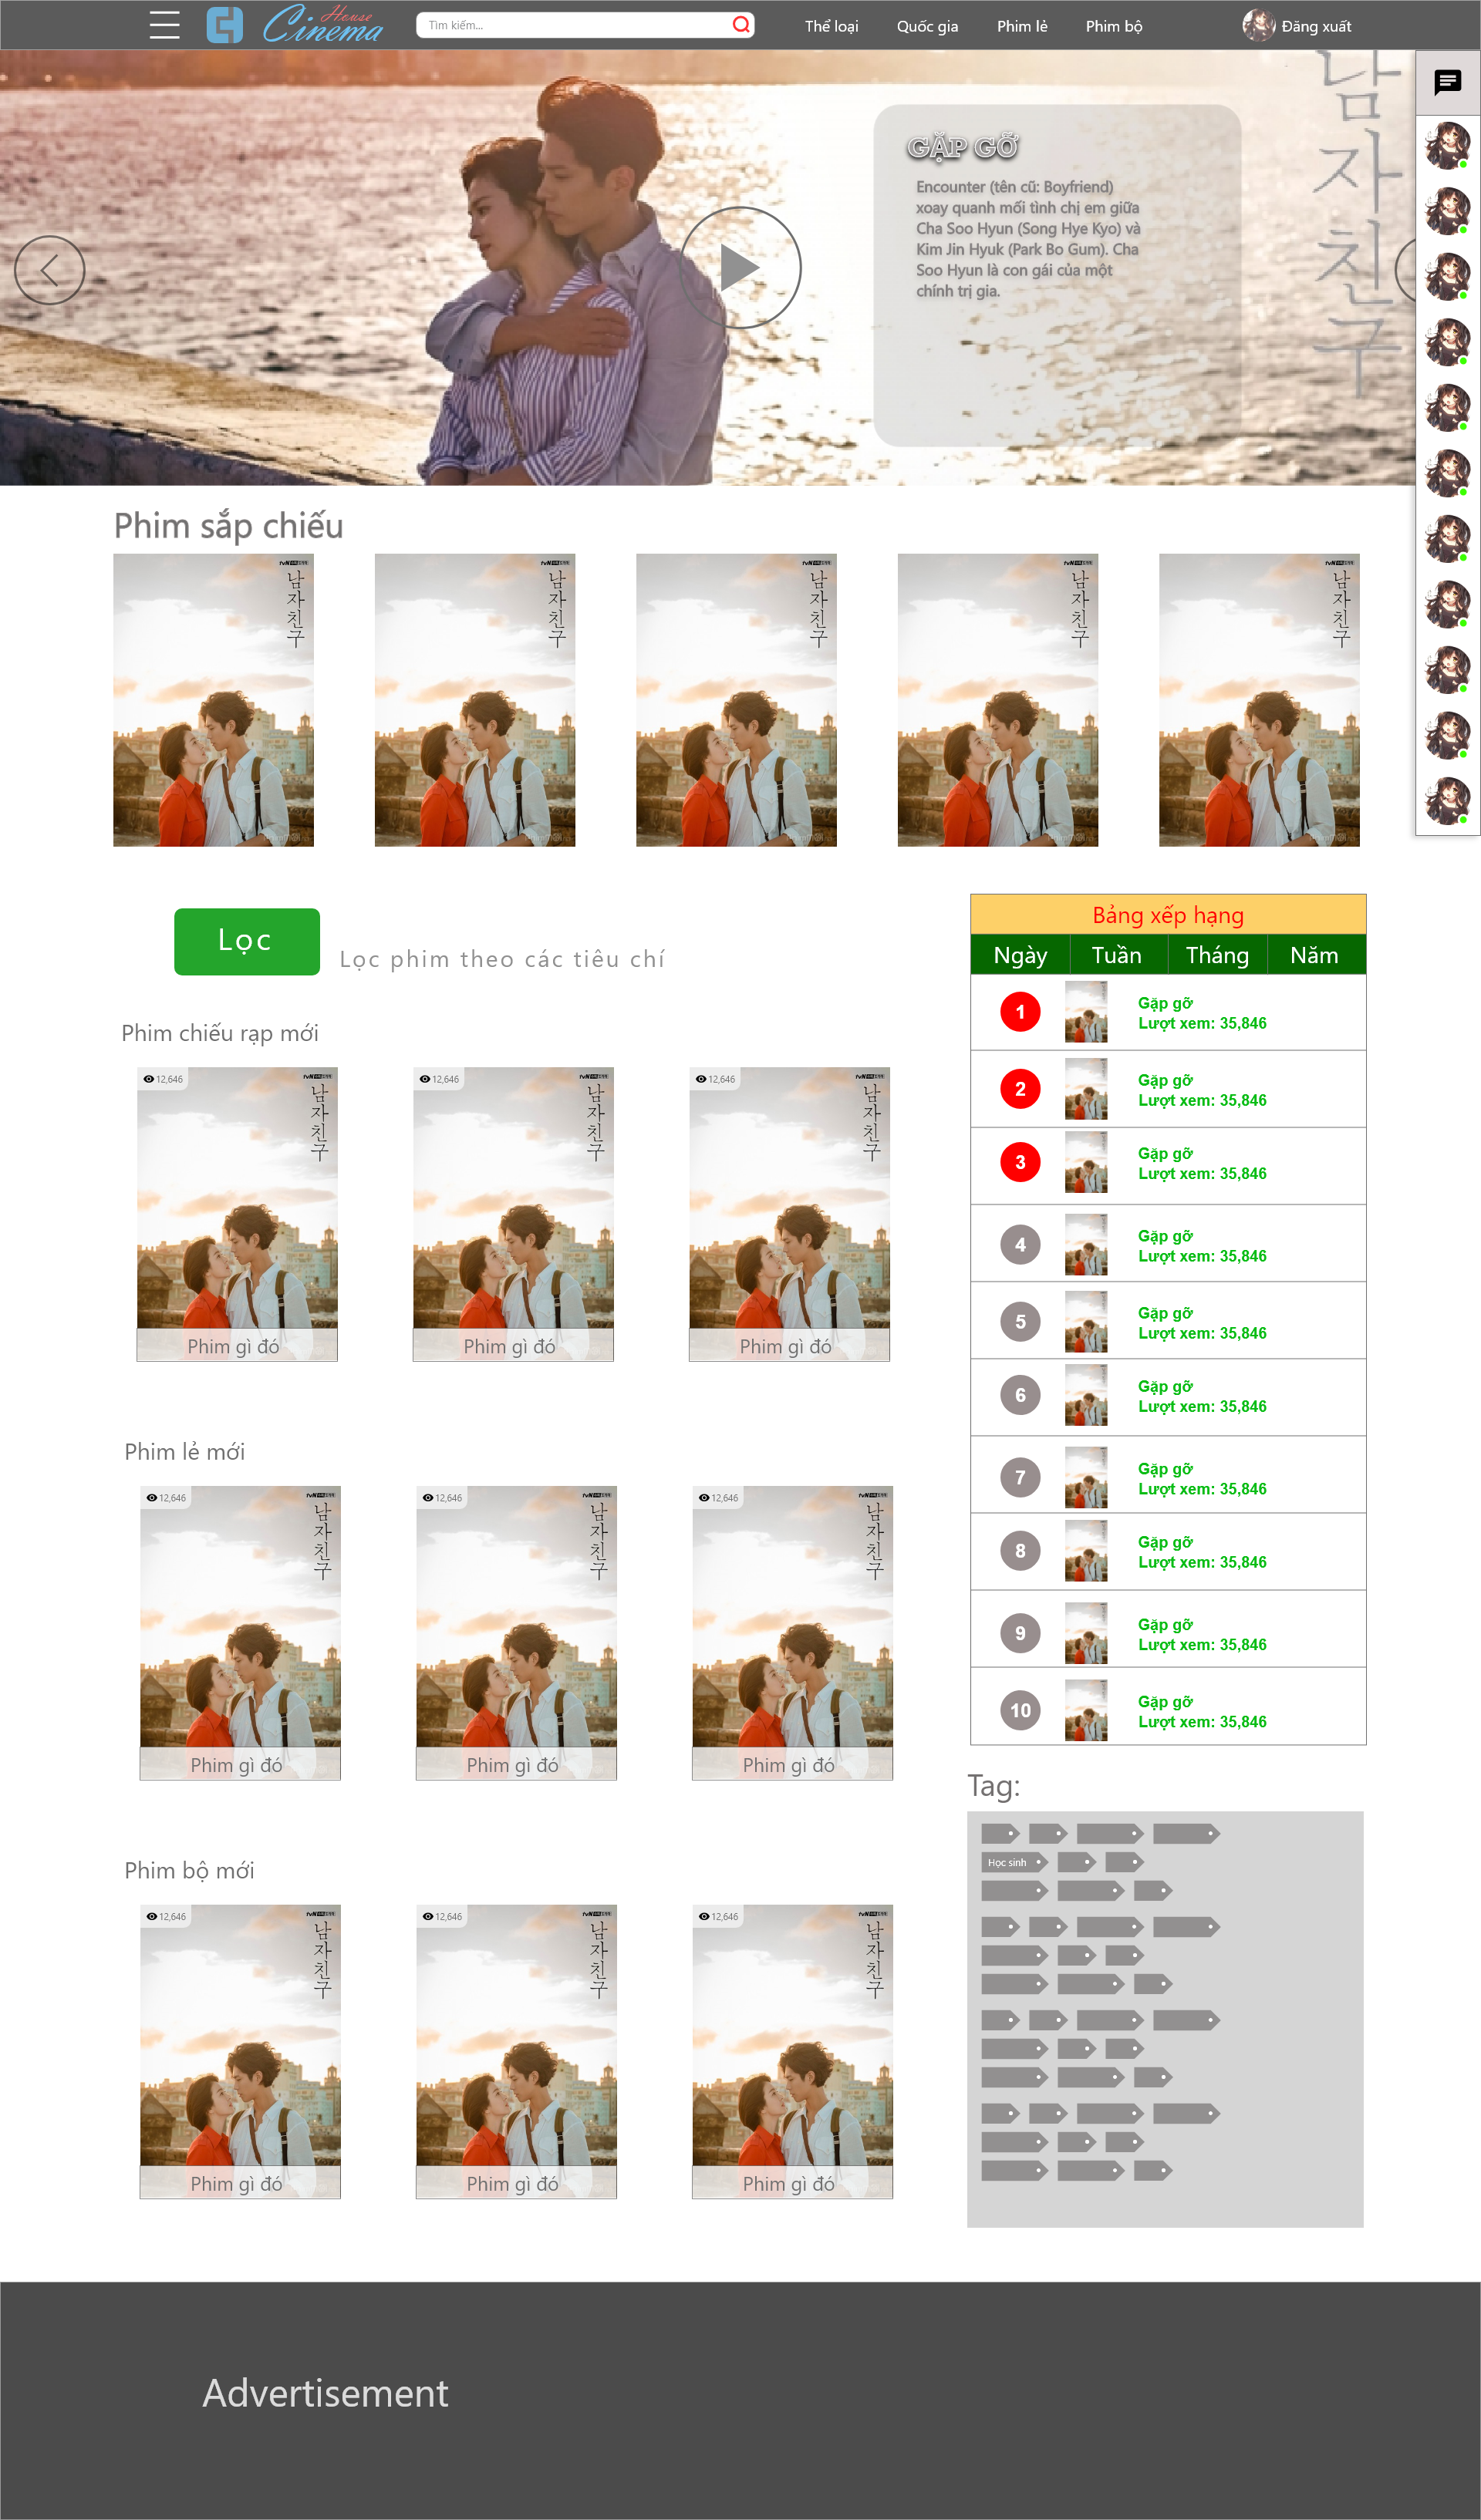 House
Cinema
Tìm kiếm...
Thể loại
Quốc gia
Phim lẻ
Phim bộ
Đăng xuất
남자친구
GẶP GỠ
Encounter (tên cũ: Boyfriend)
xoay quanh mối tình chị em giữa
Cha Soo Hyun (Song Hye Kyo) và
Kim Jin Hyuk (Park Bo Gum). Cha
Soo Hyun là con gái của một
chính trị gia.
Phim sắp chiếu
남자친구
남자친구
남자친구
남자친구
남자친구
Lọc
Lọc phim theo các tiêu chí
Phim chiếu rạp mới
12,646
남자친구
Phim gì đó
12,646
남자친구
Phim gì đó
12,646
남자친구
Phim gì đó
Phim lẻ mới
12,646
남자친구
Phim gì đó
12,646
남자친구
Phim gì đó
12,646
남자친구
Phim gì đó
Phim bộ mới
12,646
남자친구
Phim gì đó
12,646
남자친구
Phim gì đó
12,646
남자친구
Phim gì đó
Bảng xếp hạng
Ngày
Tuần
Tháng
Năm
1
Gặp gỡ
Lượt xem: 35,846
2
Gặp gỡ
Lượt xem: 35,846
3
Gặp gỡ
Lượt xem: 35,846
4
Gặp gỡ
Lượt xem: 35,846
5
Gặp gỡ
Lượt xem: 35,846
6
Gặp gỡ
Lượt xem: 35,846
7
Gặp gỡ
Lượt xem: 35,846
8
Gặp gỡ
Lượt xem: 35,846
9
Gặp gỡ
Lượt xem: 35,846
10
Gặp gỡ
Lượt xem: 35,846
Tag:
Học sinh
Advertisement